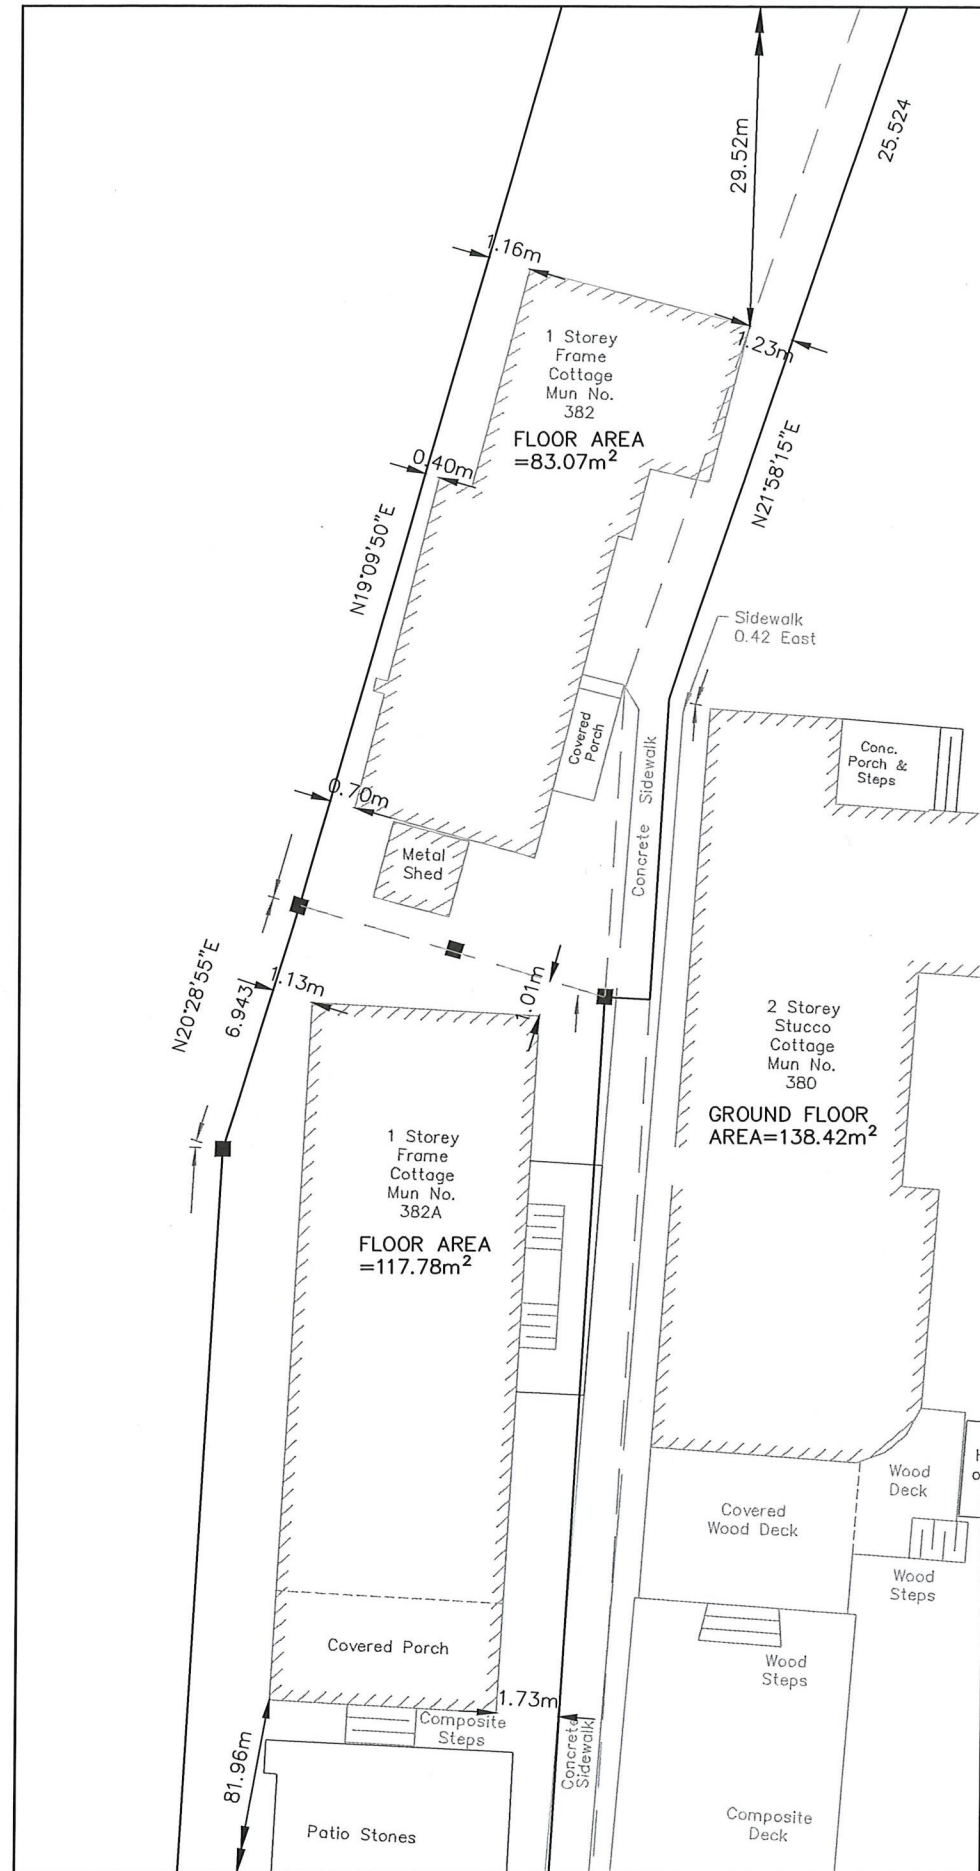 29.52m
25.524
1.16m
1.23m
1 Storey
Frame
Cottage
Mun No.
382
FLOOR AREA
=83.07m²
0.40m
N19°09'50"E
N21°58'15"E
Sidewalk
0.42 East
Covered
Porch
Concrete Sidewalk
Conc.
Porch &
Steps
0.70m
Metal
Shed
N20°28'55"E
6.943
1.13m
1.01m
2 Storey
Stucco
Cottage
Mun No.
380
GROUND FLOOR
AREA=138.42m²
1 Storey
Frame
Cottage
Mun No.
382A
FLOOR AREA
=117.78m²
Wood
Deck
Covered
Wood Deck
Wood
Steps
Covered Porch
Wood
Steps
1.73m
Composite
Steps
Concrete
Sidewalk
81.96m
Composite
Deck
Patio Stones